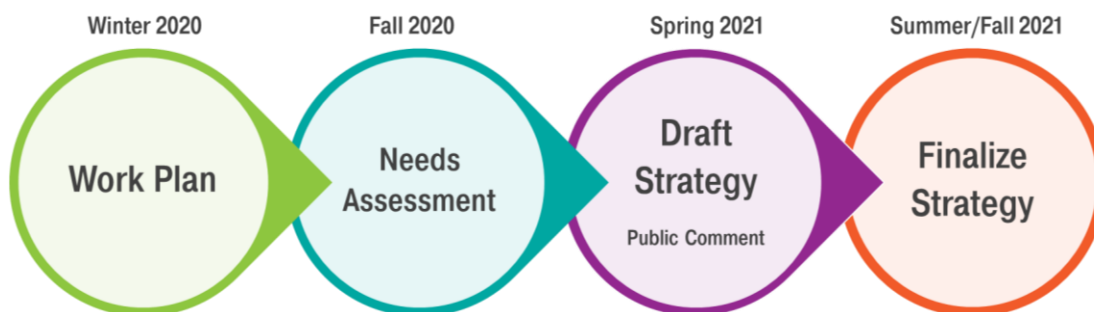 Winter 2020
Fall 2020
Spring 2021
Summer/Fall 2021
Work Plan
Needs
Assessment
Draft
Strategy
Public Comment
Finalize
Strategy